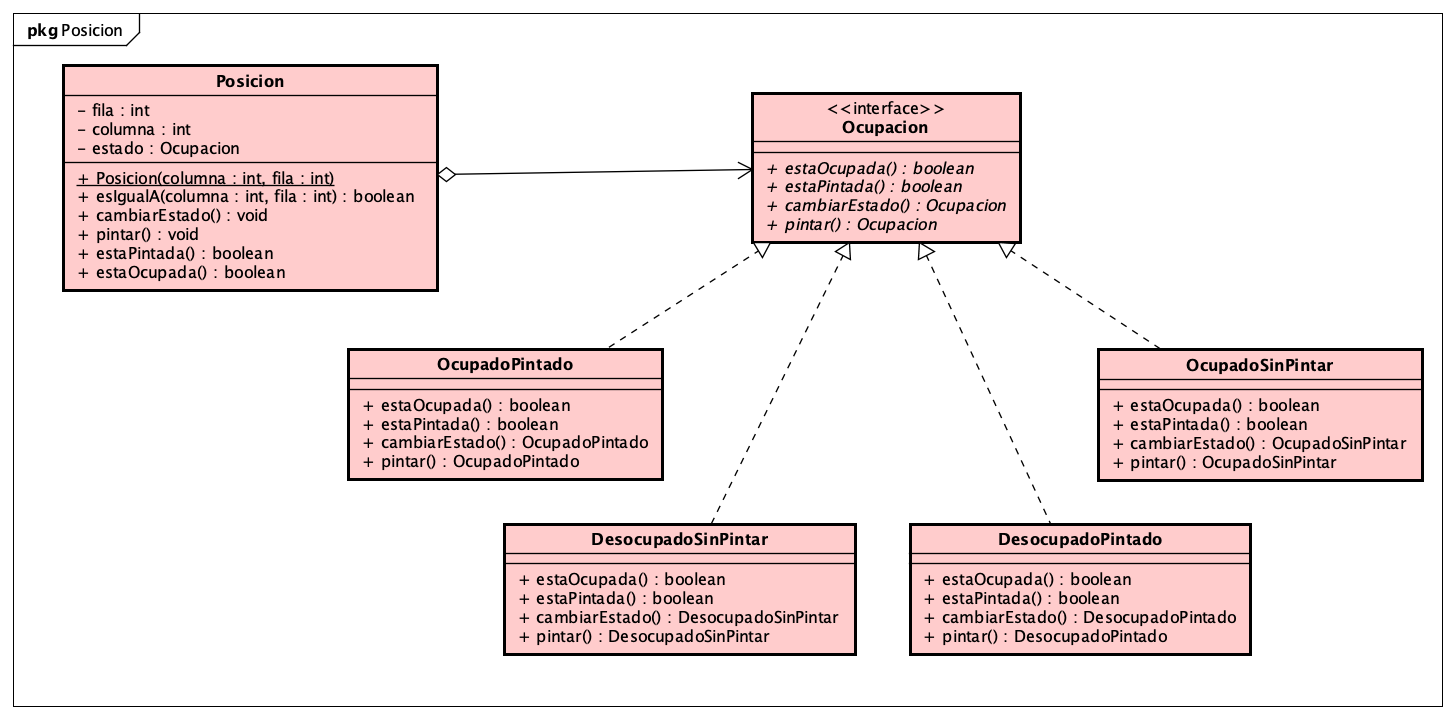 pkg Posicion
Posicion
- fila : int
- columna : int
- estado : Ocupacion
+ Posicion(columna : int, fila : int)
+ esIgualA(columna : int, fila : int) : boolean
+ cambiarEstado() : void
+ pintar() : void
+ estaPintada() : boolean
+ estaOcupada() : boolean
<<interface>>
Ocupacion
+ estaOcupada() : boolean
+ estaPintada() : boolean
+ cambiarEstado() : Ocupacion
+ pintar() : Ocupacion
OcupadoPintado
+ estaOcupada() : boolean
+ estaPintada() : boolean
+ cambiarEstado() : OcupadoPintado
+ pintar() : OcupadoPintado
OcupadoSinPintar
+ estaOcupada() : boolean
+ estaPintada() : boolean
+ cambiarEstado() : OcupadoSinPintar
+ pintar() : OcupadoSinPintar
DesocupadoSinPintar
+ estaOcupada() : boolean
+ estaPintada() : boolean
+ cambiarEstado() : DesocupadoSinPintar
+ pintar() : DesocupadoSinPintar
DesocupadoPintado
+ estaOcupada() : boolean
+ estaPintada() : boolean
+ cambiarEstado() : DesocupadoPintado
+ pintar() : DesocupadoPintado